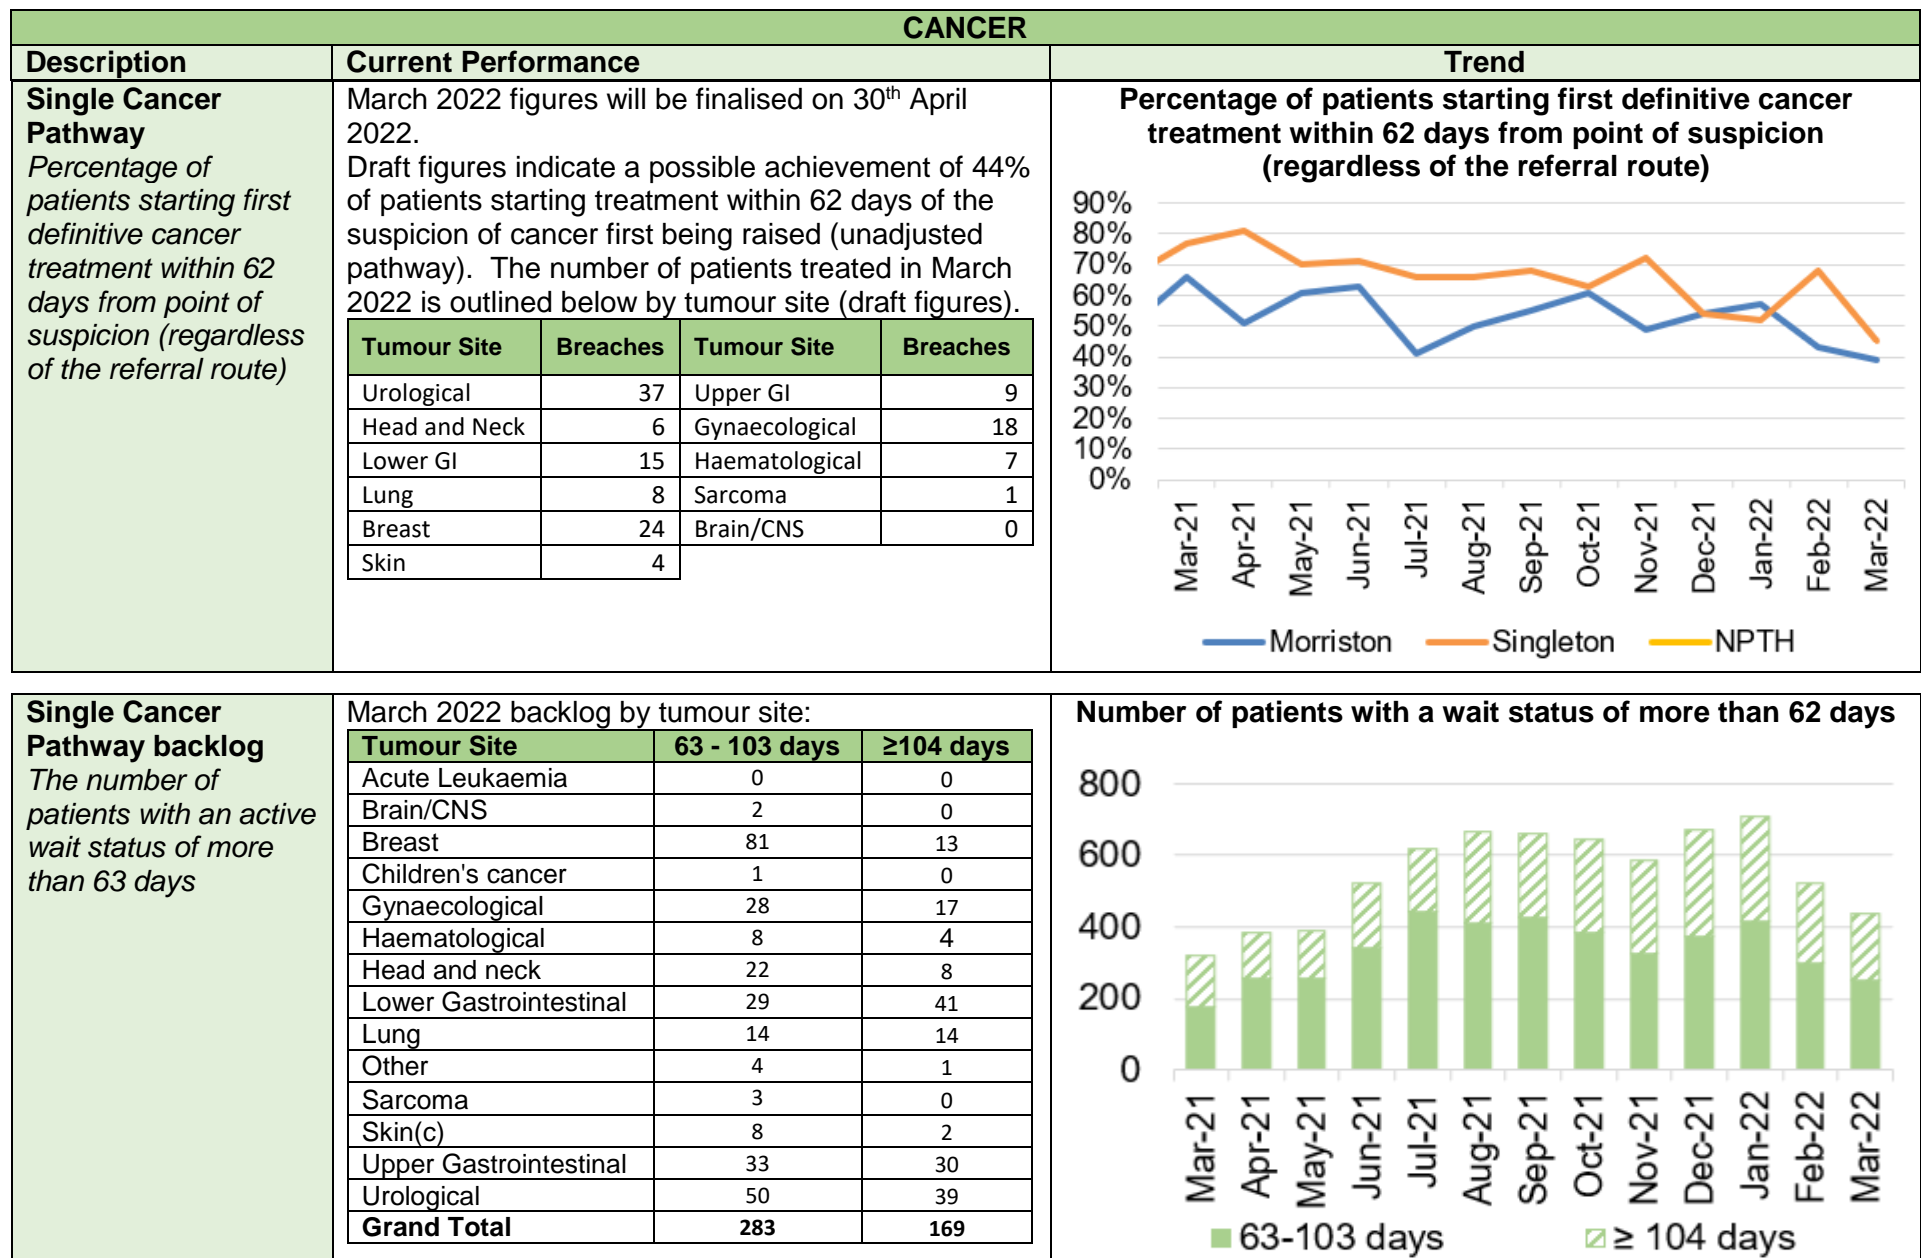 CANCER
Description Current Performance Trend
Single Cancer
Pathway
Percentage of
patients starting first
definitive cancer
treatment within 62
days from point of
suspicion (regardless
of the referral route)
March 2022 figures will be finalised on 30th April
2022.
Draft figures indicate a possible achievement of 44%
of patients starting treatment within 62 days of the
suspicion of cancer first being raised (unadjusted
pathway). The number of patients treated in March
2022 is outlined below by tumour site (draft figures).
Tumour Site Breaches Tumour Site Breaches
Urological 37 Upper GI 9
Head and Neck 6 Gynaecological 18
Lower GI 15 Haematological 7
Lung 8 Sarcoma 1
Breast 24 Brain/CNS 0
Skin 4
Percentage of patients starting first definitive cancer
treatment within 62 days from point of suspicion
(regardless of the referral route)
90%
80%
70%
60%
50%
40%
30%
20%
10%
0%
Mar-21 Apr-21 May-21 Jun-21 Jul-21 Aug-21 Sep-21 Oct-21 Nov-21 Dec-21 Jan-22 Feb-22 Mar-22
Morriston Singleton NPTH
Single Cancer
Pathway backlog
The number of
patients with an active
wait status of more
than 63 days
March 2022 backlog by tumour site:
Tumour Site 63 - 103 days ≥104 days
Acute Leukaemia 0 0
Brain/CNS 2 0
Breast 81 13
Children's cancer 1 0
Gynaecological 28 17
Haematological 8 4
Head and neck 22 8
Lower Gastrointestinal 29 41
Lung 14 14
Other 4 1
Sarcoma 3 0
Skin(c) 8 2
Upper Gastrointestinal 33 30
Urological 50 39
Grand Total 283 169
Number of patients with a wait status of more than 62 days
800
600
400
200
0
Mar-21 Apr-21 May-21 Jun-21 Jul-21 Aug-21 Sep-21 Oct-21 Nov-21 Dec-21 Jan-22 Feb-22 Mar-22
63-103 days ≥ 104 days